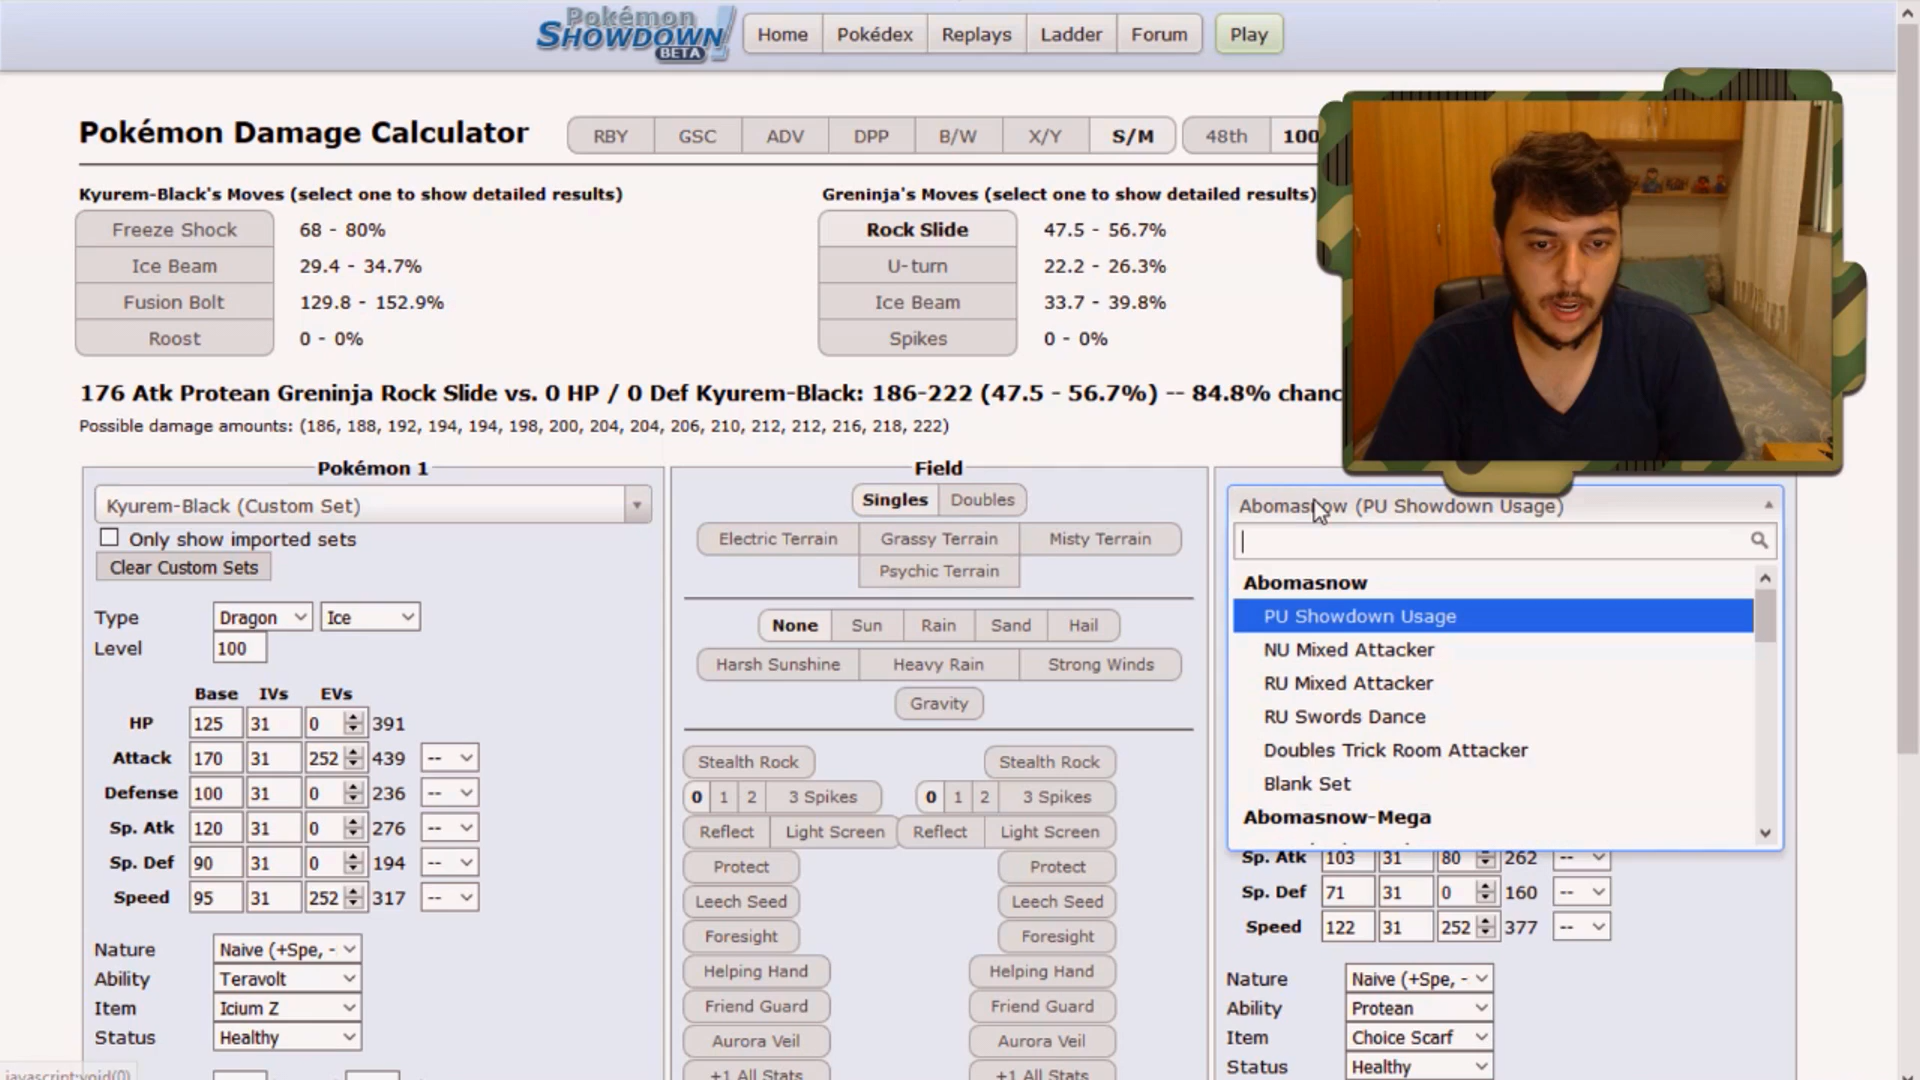 Pokémon
SHOWDOWN!
BETA
Home Pokédex Replays Ladder Forum Play
Pokémon Damage Calculator RBY GSC ADV DPP B/W X/Y S/M 48th 100
Kyurem-Black's Moves (select one to show detailed results)
Freeze Shock 68 - 80%
Ice Beam 29.4 - 34.7%
Fusion Bolt 129.8 - 152.9%
Roost 0 - 0%
Greninja's Moves (select one to show detailed results)
Rock Slide 47.5 - 56.7%
U-turn 22.2 - 26.3%
Ice Beam 33.7 - 39.8%
Spikes 0 - 0%
176 Atk Protean Greninja Rock Slide vs. 0 HP / 0 Def Kyurem-Black: 186-222 (47.5 - 56.7%) -- 84.8% chanc
Possible damage amounts: (186, 188, 192, 194, 194, 198, 200, 204, 204, 206, 210, 212, 212, 216, 218, 222)
Pokémon 1
Kyurem-Black (Custom Set)
Only show imported sets
Clear Custom Sets
Type Dragon Ice
Level 100
Base IVs EVs
HP 125 31 0 391
Attack 170 31 252 439 --
Defense 100 31 0 236 --
Sp. Atk 120 31 0 276 --
Sp. Def 90 31 0 194 --
Speed 95 31 252 317 --
Nature Naive (+Spe, -
Ability Teravolt
Item Icium Z
Status Healthy
javascript:void(0)
Field
Singles Doubles
Electric Terrain Grassy Terrain Misty Terrain
Psychic Terrain
None Sun Rain Sand Hail
Harsh Sunshine Heavy Rain Strong Winds
Gravity
Stealth Rock Stealth Rock
0 1 2 3 Spikes 0 1 2 3 Spikes
Reflect Light Screen Reflect Light Screen
Protect Protect
Leech Seed Leech Seed
Foresight Foresight
Helping Hand Helping Hand
Friend Guard Friend Guard
Aurora Veil Aurora Veil
+1 All Stats +1 All Stats
Abomasnow (PU Showdown Usage)
Abomasnow
PU Showdown Usage
NU Mixed Attacker
RU Mixed Attacker
RU Swords Dance
Doubles Trick Room Attacker
Blank Set
Abomasnow-Mega
Sp. Atk 103 31 80 262 --
Sp. Def 71 31 0 160 --
Speed 122 31 252 377 --
Nature Naive (+Spe, -
Ability Protean
Item Choice Scarf
Status Healthy